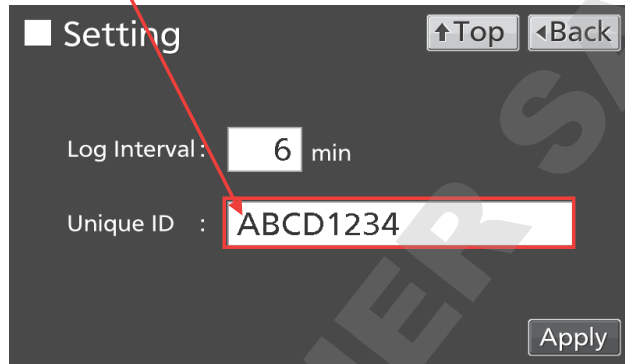 Setting
↑Top
◂Back
Log Interval: 6 min
Unique ID : ABCD1234
Apply